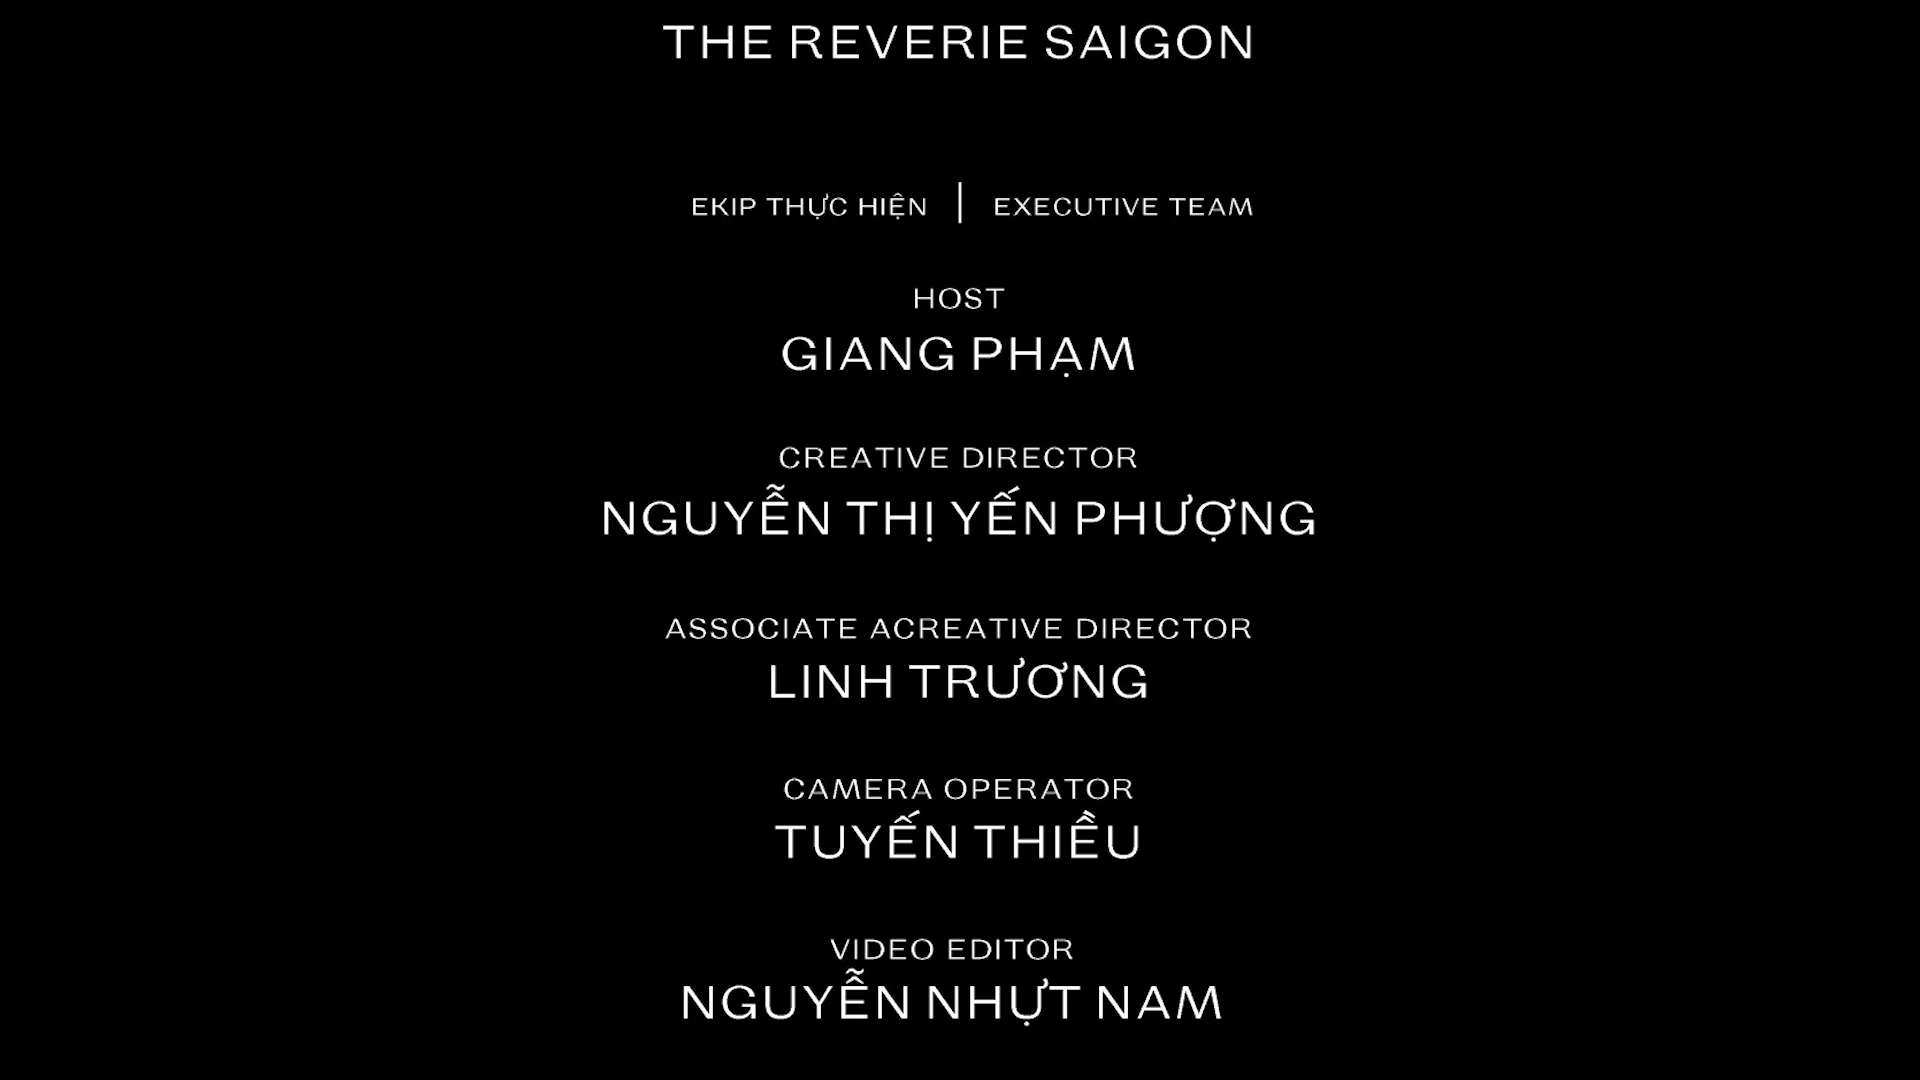 THE REVERIE SAIGON
EKIP THỰC HIỆN | EXECUTIVE TEAM
HOST
GIANG PHẠM
CREATIVE DIRECTOR
NGUYỄN THỊ YẾN PHƯỢNG
ASSOCIATE ACREATIVE DIRECTOR
LINH TRƯƠNG
CAMERA OPERATOR
TUYẾN THIỀU
VIDEO EDITOR
NGUYỄN NHỰT NAM